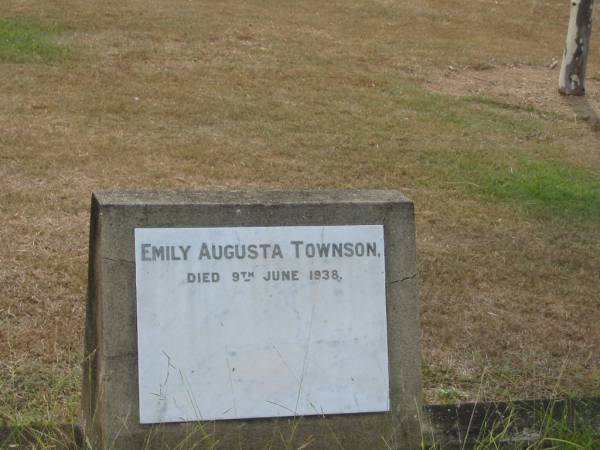 EMILY AUGUSTA TOWNSON,
DIED 9TH JUNE 1938.